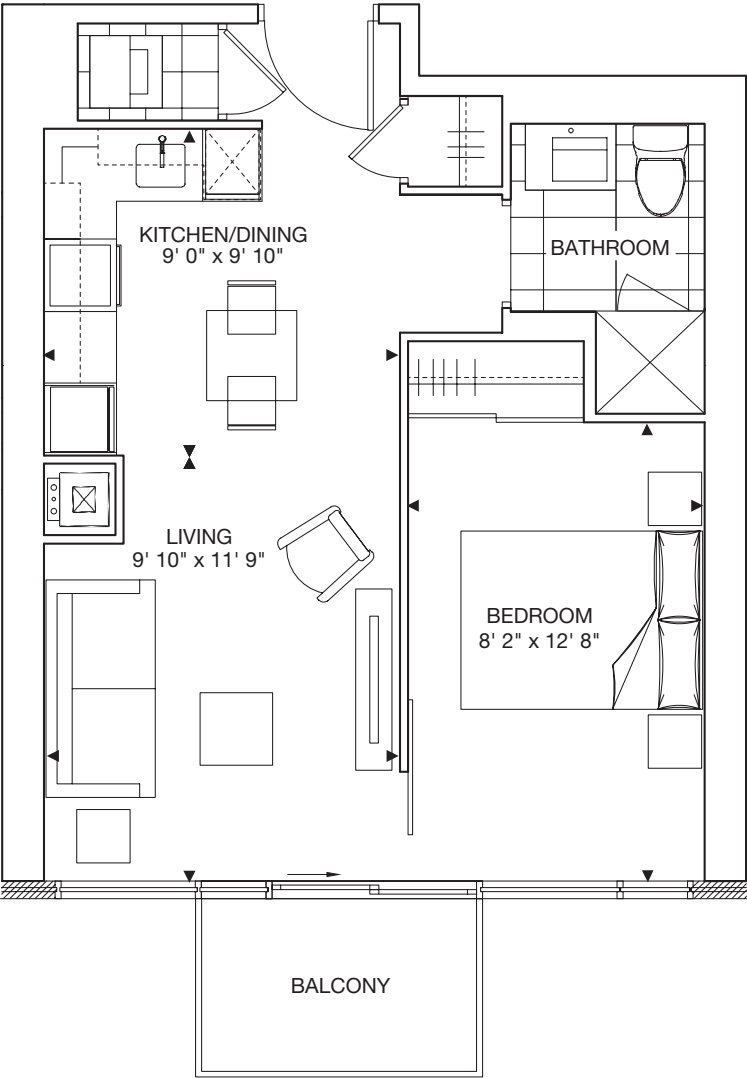 KITCHEN/DINING
9' 0" x 9' 10"
BATHROOM
LIVING
9' 10" x 11' 9"
BEDROOM
8' 2" x 12' 8"
BALCONY